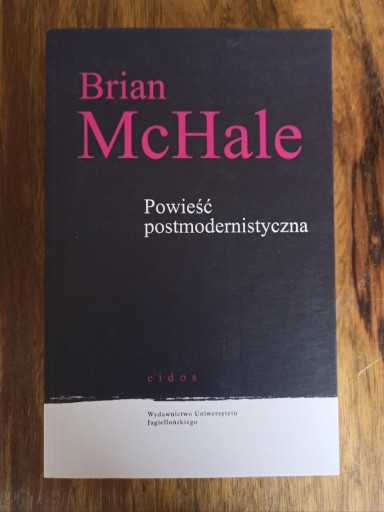 Brian
McHale
Powieść
postmodernistyczna
eidos
Wydawnictwo Uniwersytetu
Jagiellońskiego